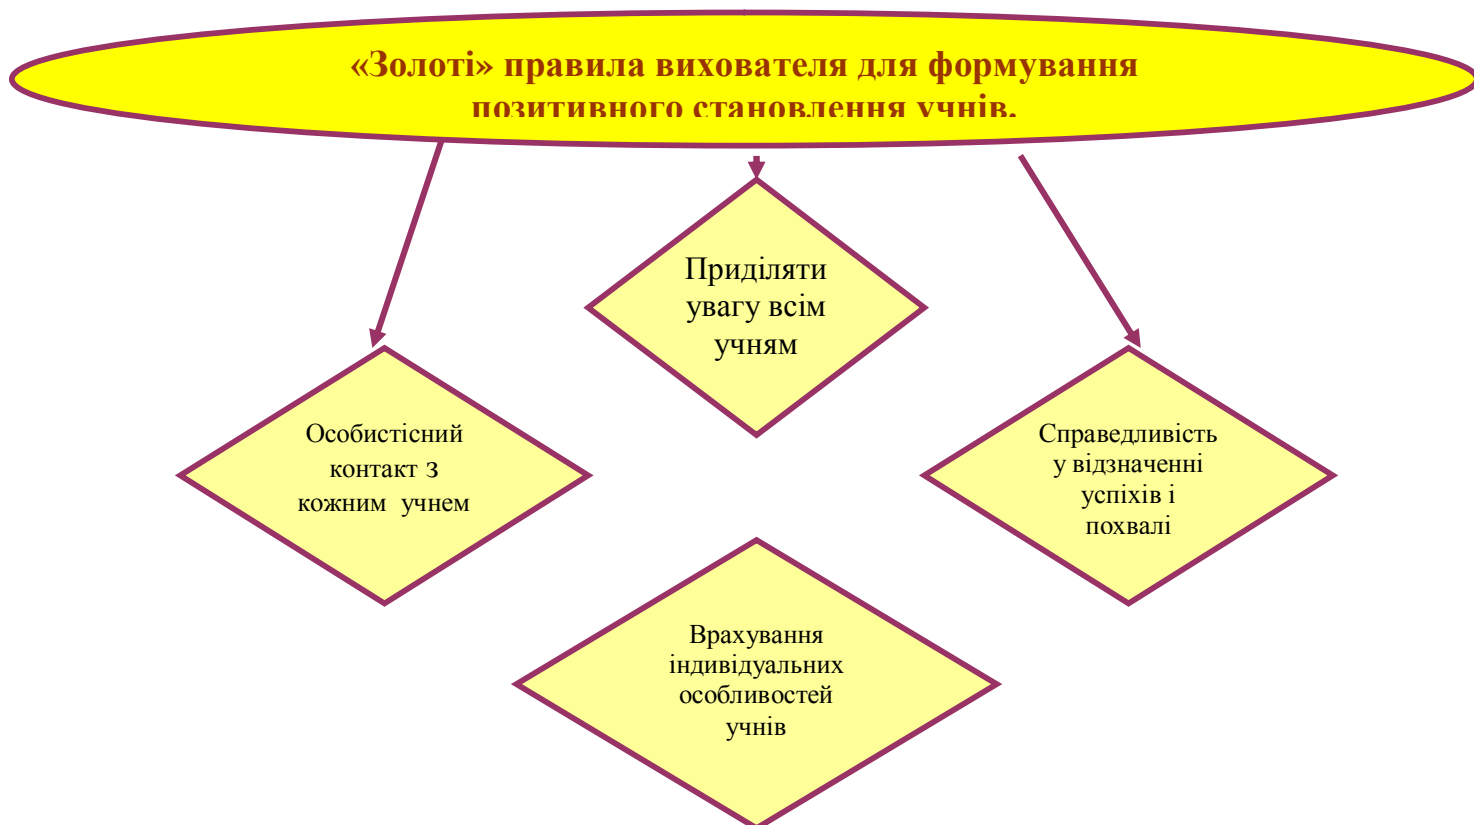 «Золоті» правила вихователя для формування
позитивного становлення учнів.
Приділяти
увагу всім
учням
Особистісний
контакт з
кожним учнем
Справедливість
у відзначенні
успіхів і
похвалі
Врахування
індивідуальних
особливостей
учнів